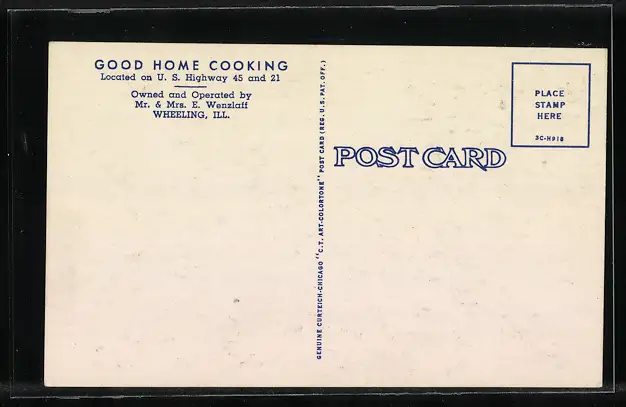 GOOD HOME COOKING
Located on U. S. Highway 45 and 21
Owned and Operated by
Mr. & Mrs. E. Wenzlaff
WHEELING, ILL.
GENUINE CURTEICH-CHICAGO "C.T. ART-COLORTONE" POST CARD (REG. U.S. PAT. OFF.)
POST CARD
PLACE
STAMP
HERE
3C-H918